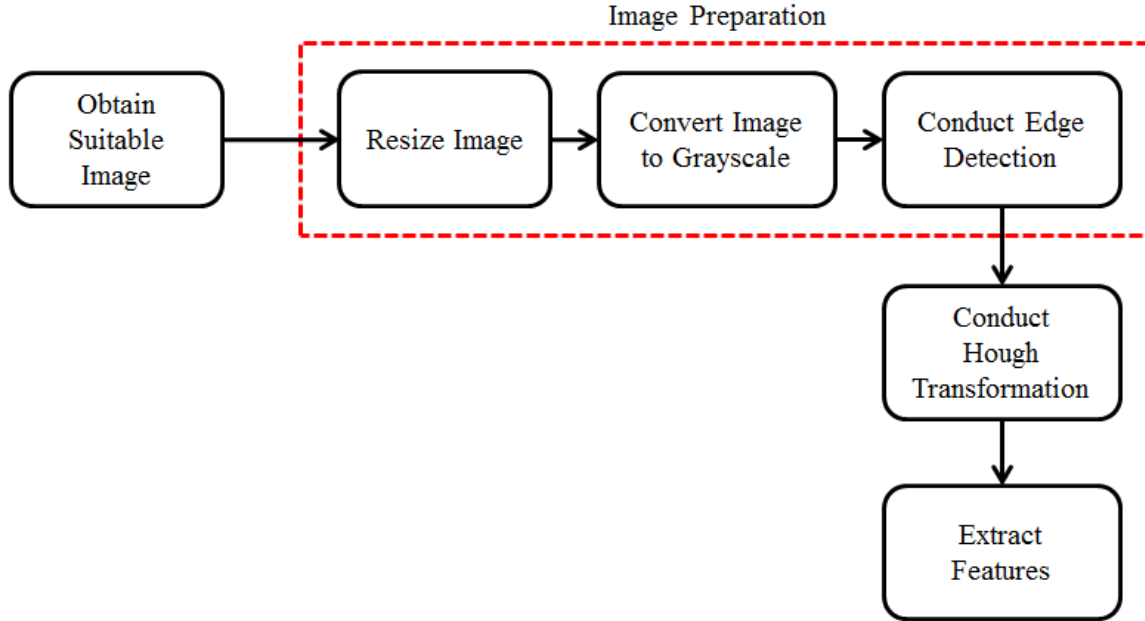 Image Preparation
Obtain
Suitable
Image
Resize Image
Convert Image
to Grayscale
Conduct Edge
Detection
Conduct
Hough
Transformation
Extract
Features